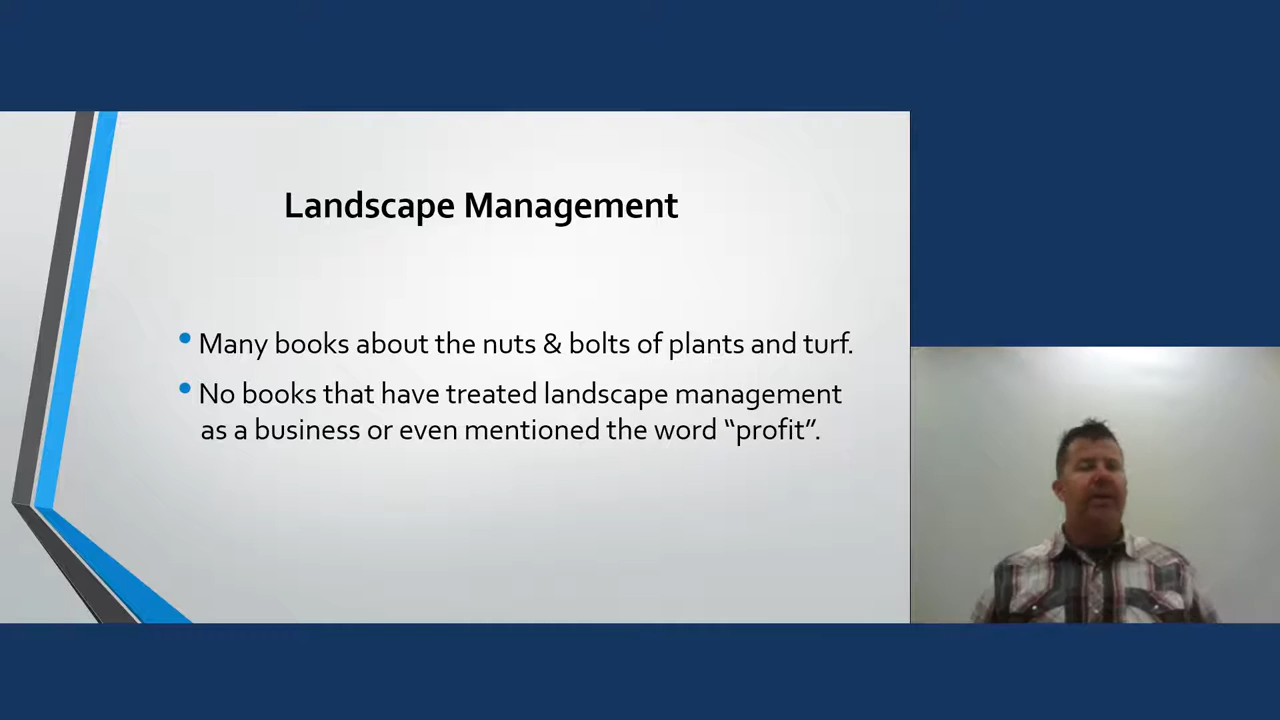 Landscape Management
• Many books about the nuts & bolts of plants and turf.
• No books that have treated landscape management
as a business or even mentioned the word “profit”.